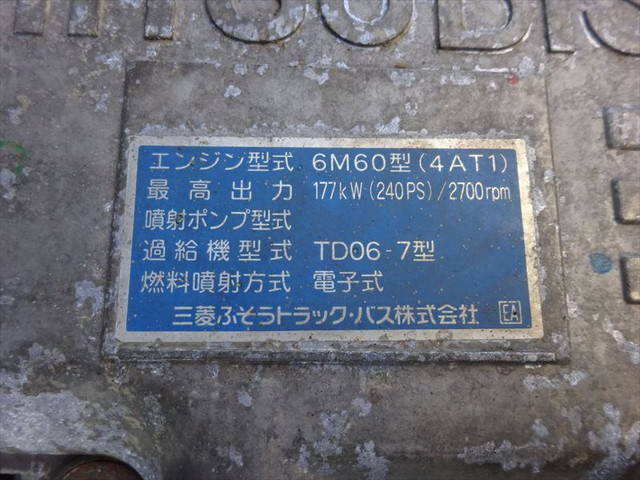 エンジン型式 6M60型(4AT1)
最高出力 177kW(240PS)/2700rpm
噴射ポンプ型式
過給機型式 TD06-7型
燃料噴射方式 電子式
三菱ふそうトラック・バス株式会社 EA